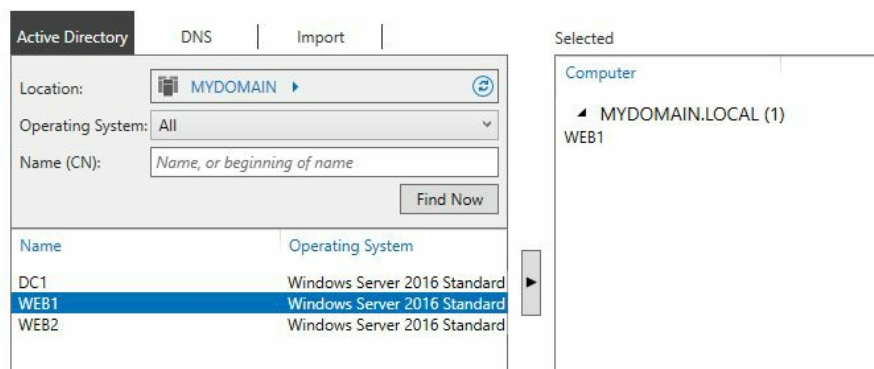 Active Directory DNS Import
Location: MYDOMAIN
Operating System: All
Name (CN): Name, or beginning of name
Find Now
Name Operating System
DC1 Windows Server 2016 Standard
WEB1 Windows Server 2016 Standard
WEB2 Windows Server 2016 Standard
Selected
Computer
MYDOMAIN.LOCAL (1)
WEB1